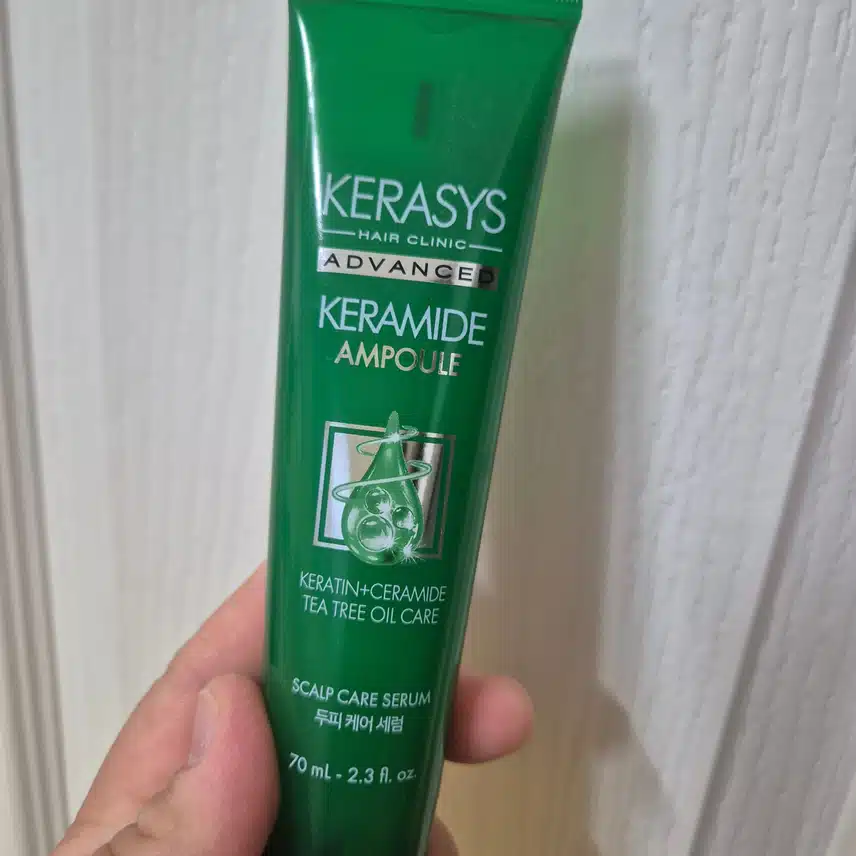 KERASYS
HAIR CLINIC
ADVANCED
KERAMIDE
AMPOULE
KERATIN+CERAMIDE
TEA TREE OIL CARE
SCALP CARE SERUM
두피 케어 세럼
70 mL - 2.3 fl. oz.